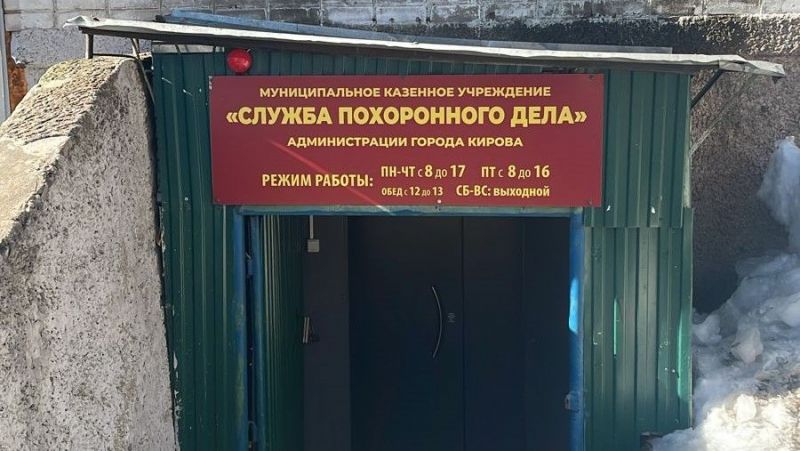 МУНИЦИПАЛЬНОЕ КАЗЕННОЕ УЧРЕЖДЕНИЕ
«СЛУЖБА ПОХОРОННОГО ДЕЛА»
АДМИНИСТРАЦИИ ГОРОДА КИРОВА
РЕЖИМ РАБОТЫ: ПН-ЧТ с 8 до 17 ПТ с 8 до 16
ОБЕД с 12 до 13 СБ-ВС: выходной